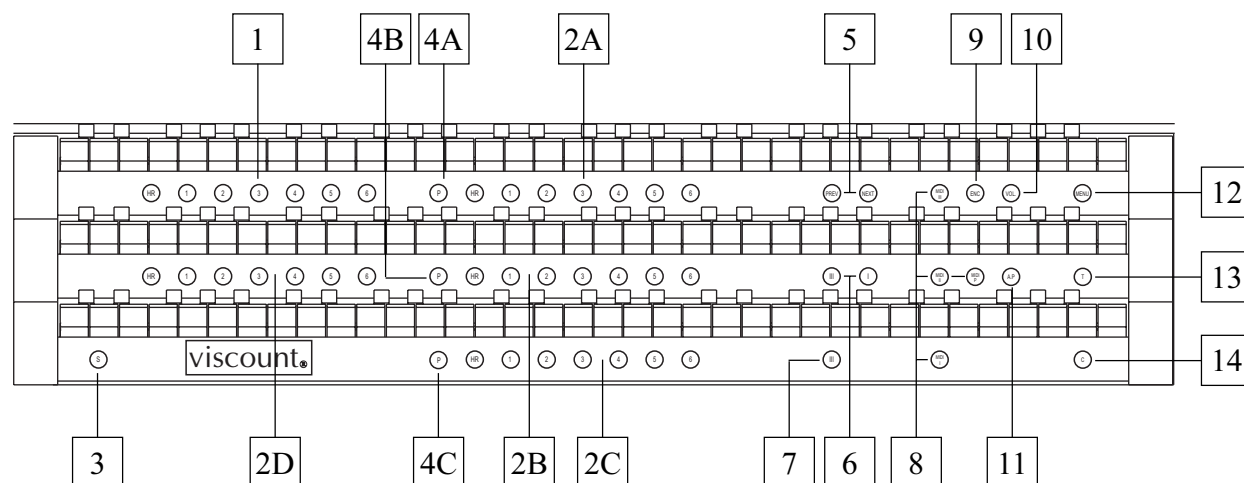 1 4B 4A 2A 5 9 10
HR 1 2 3 4 5 6 P HR 1 2 3 4 5 6 PREV NEXT MIDI III ENC VOL. MENU 12
HR 1 2 3 4 5 6 P HR 1 2 3 4 5 6 III I MIDI II MIDI P A.P T 13
S viscount® P HR 1 2 3 4 5 6 III MIDI I C 14
3 2D 4C 2B 2C 7 6 8 11